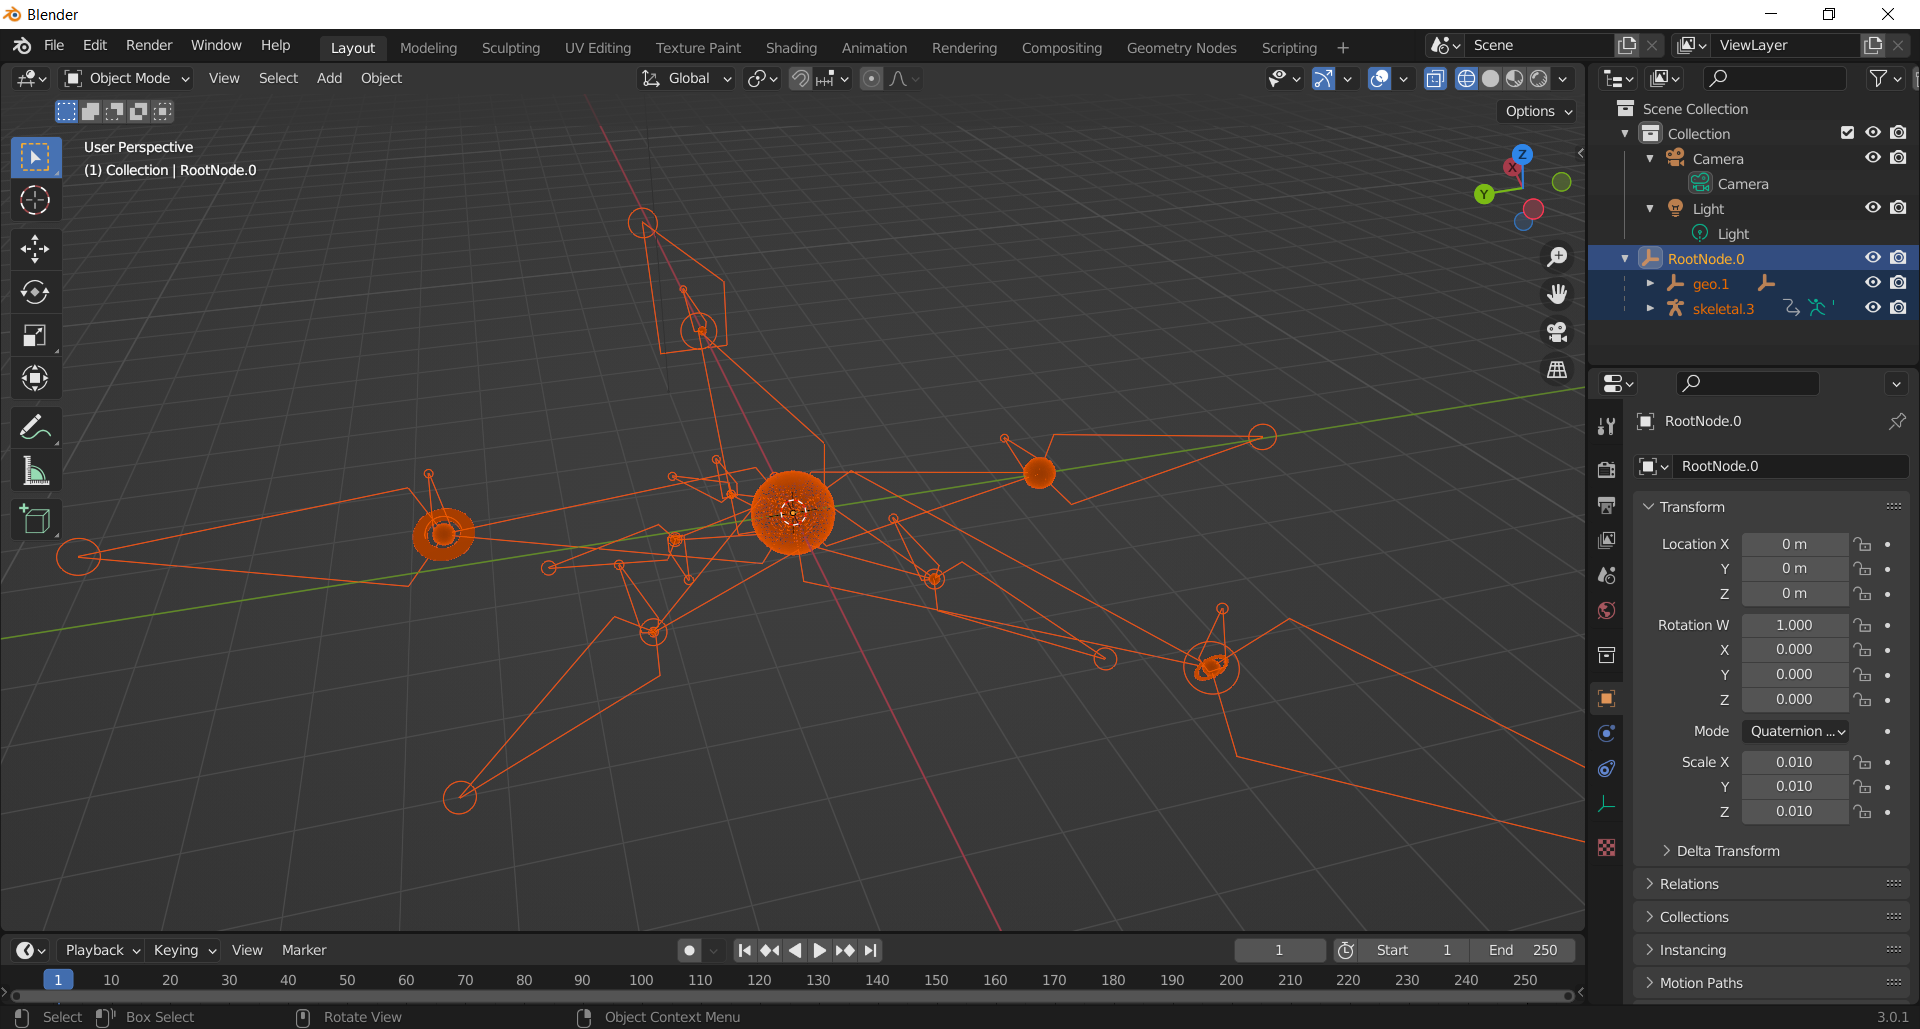 Blender
File Edit Render Window Help
Layout Modeling Sculpting UV Editing Texture Paint Shading Animation Rendering Compositing Geometry Nodes Scripting +
Scene
ViewLayer
Object Mode View Select Add Object
Global
Options
User Perspective
(1) Collection | RootNode.0
Z
X
Y
Scene Collection
Collection
Camera
Camera
Light
Light
RootNode.0
geo.1
skeletal.3
RootNode.0
RootNode.0
Transform
Location X 0 m
Y 0 m
Z 0 m
Rotation W 1.000
X 0.000
Y 0.000
Z 0.000
Mode Quaternion ...
Scale X 0.010
Y 0.010
Z 0.010
Delta Transform
Relations
Collections
Instancing
Motion Paths
Playback Keying View Marker
1 Start 1 End 250
1 10 20 30 40 50 60 70 80 90 100 110 120 130 140 150 160 170 180 190 200 210 220 230 240 250
Select Box Select Rotate View Object Context Menu 3.0.1